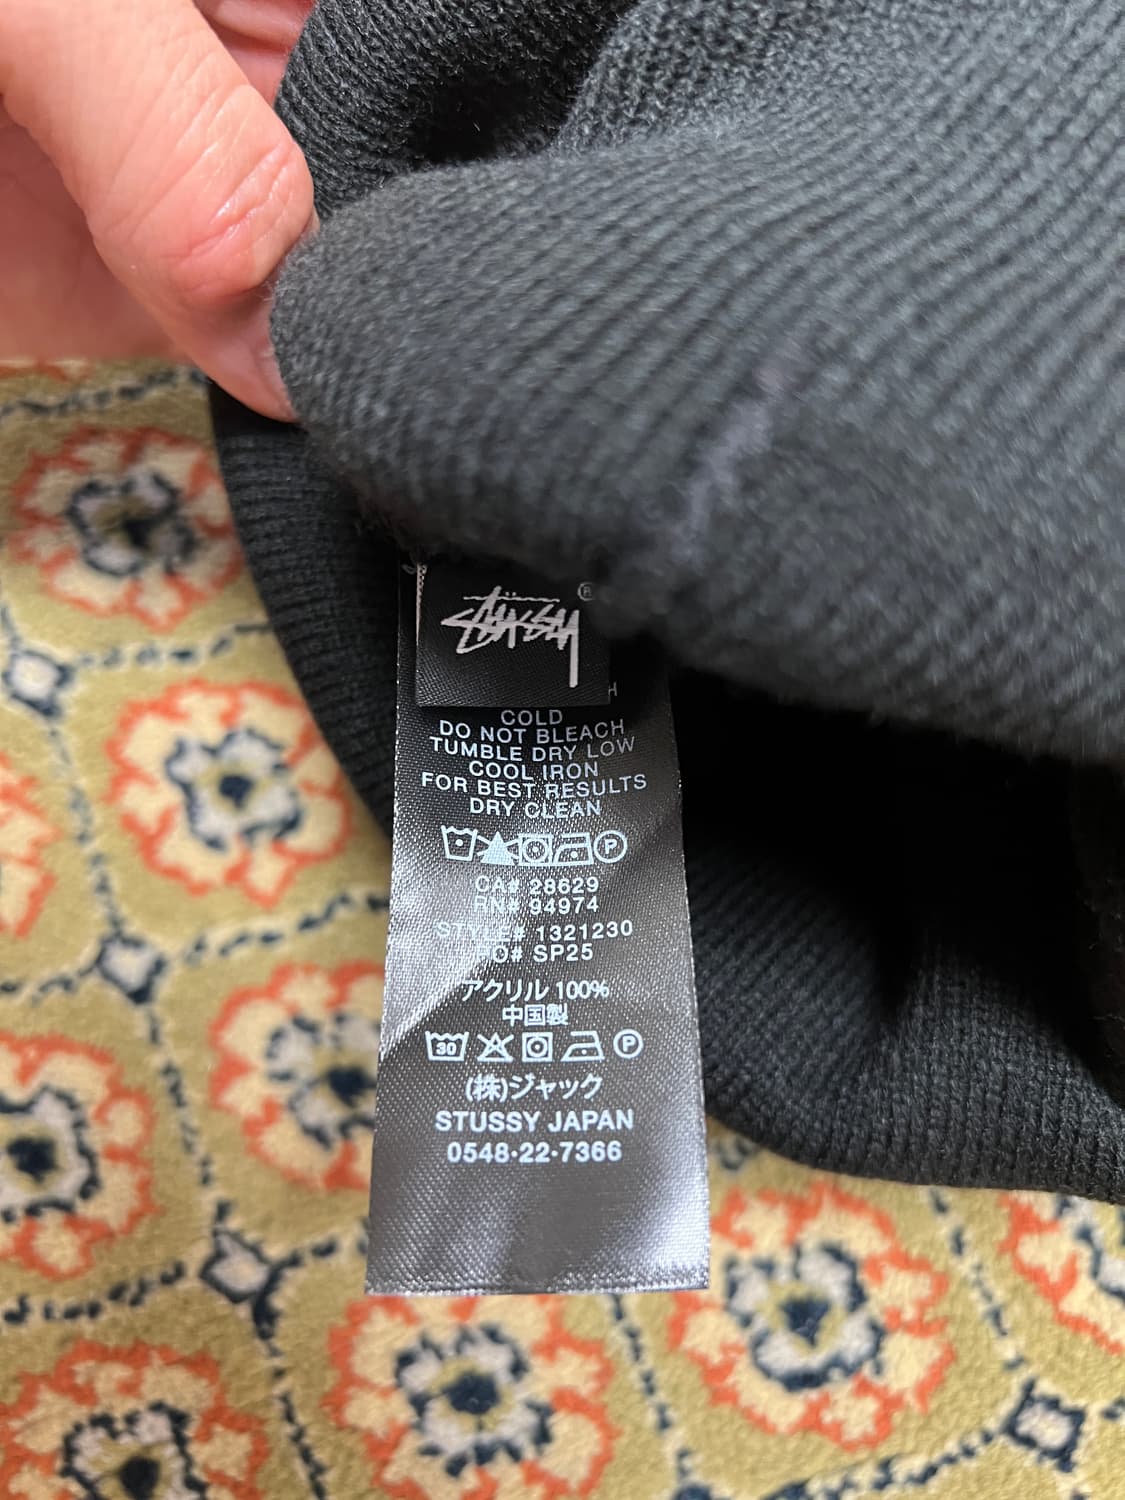 Stüssy ®
COLD
DO NOT BLEACH
TUMBLE DRY LOW
COOL IRON
FOR BEST RESULTS
DRY CLEAN
P
CA# 28629
RN# 94974
STYLE# 1321230
SP25
アクリル 100%
中国製
30 P
(株)ジャック
STUSSY JAPAN
0548·22·7366